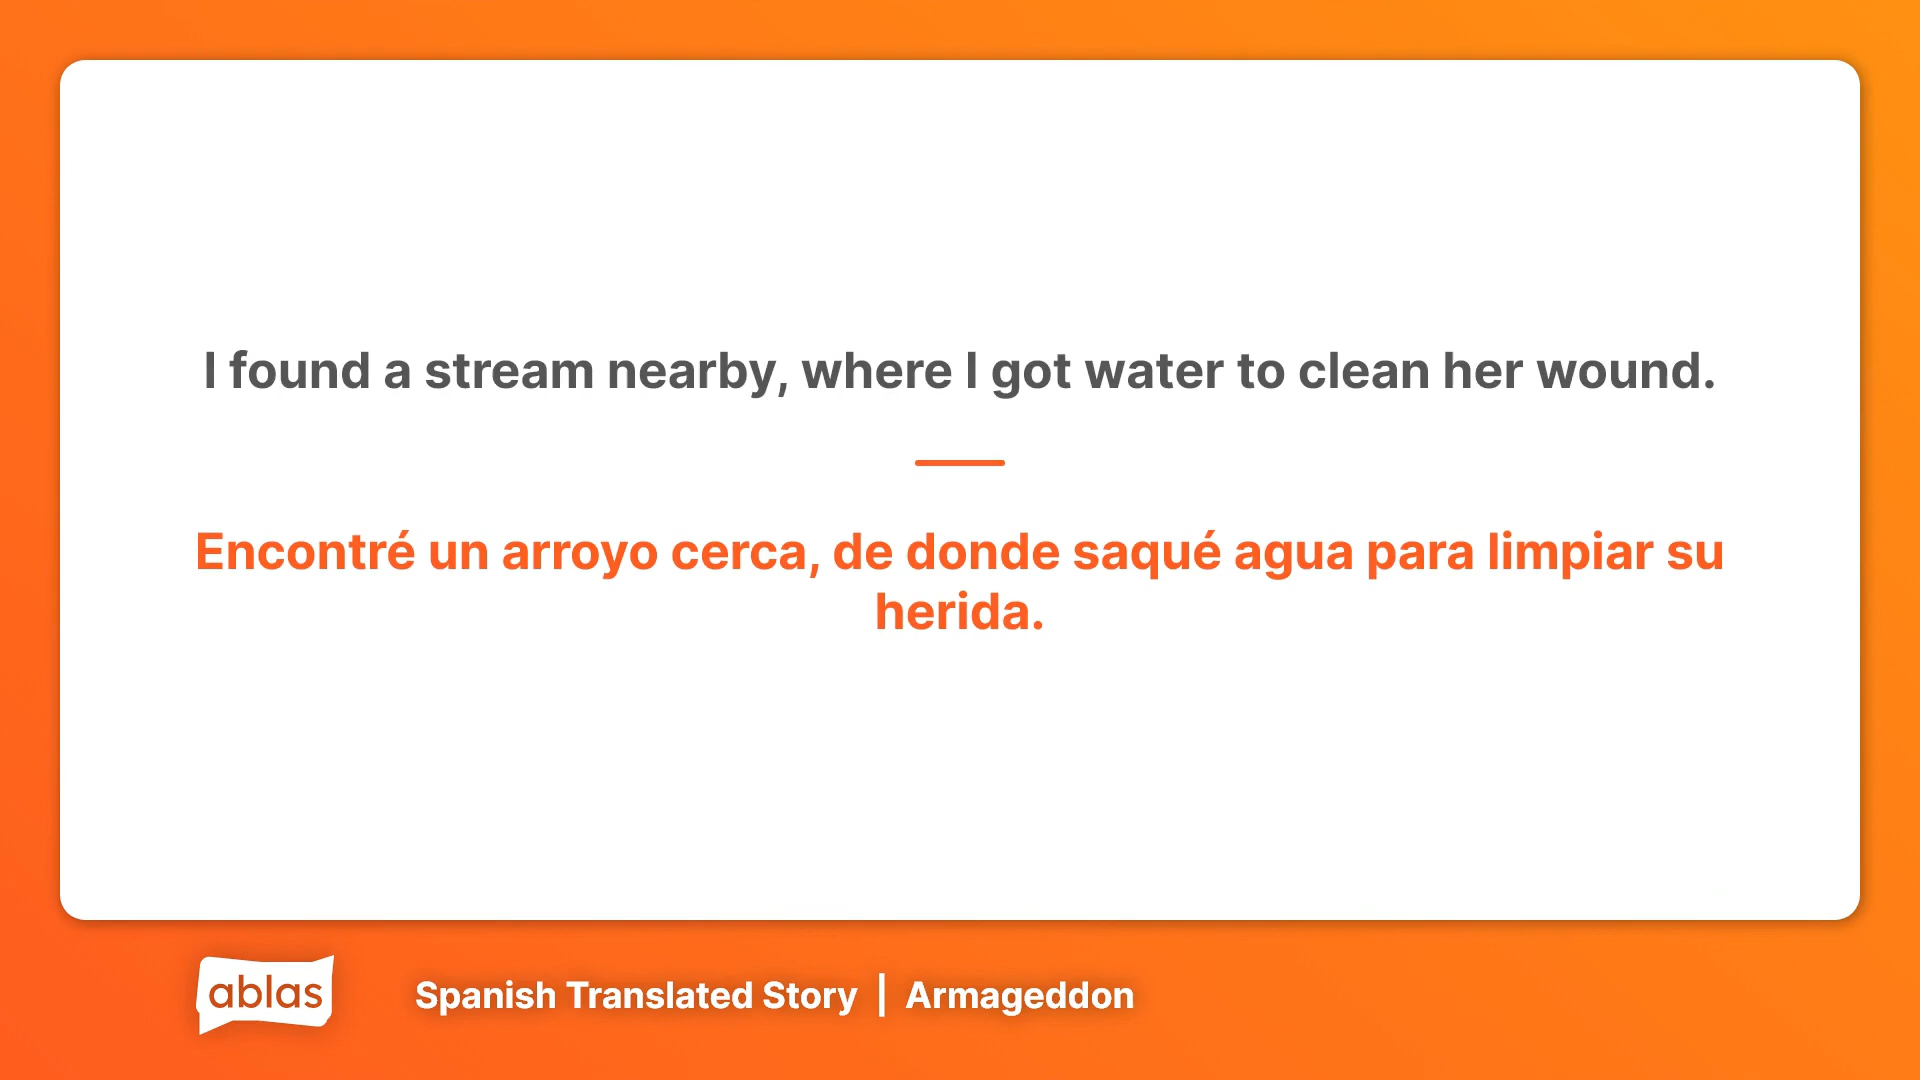 I found a stream nearby, where I got water to clean her wound.
Encontré un arroyo cerca, de donde saqué agua para limpiar su
herida.
ablas
Spanish Translated Story | Armageddon